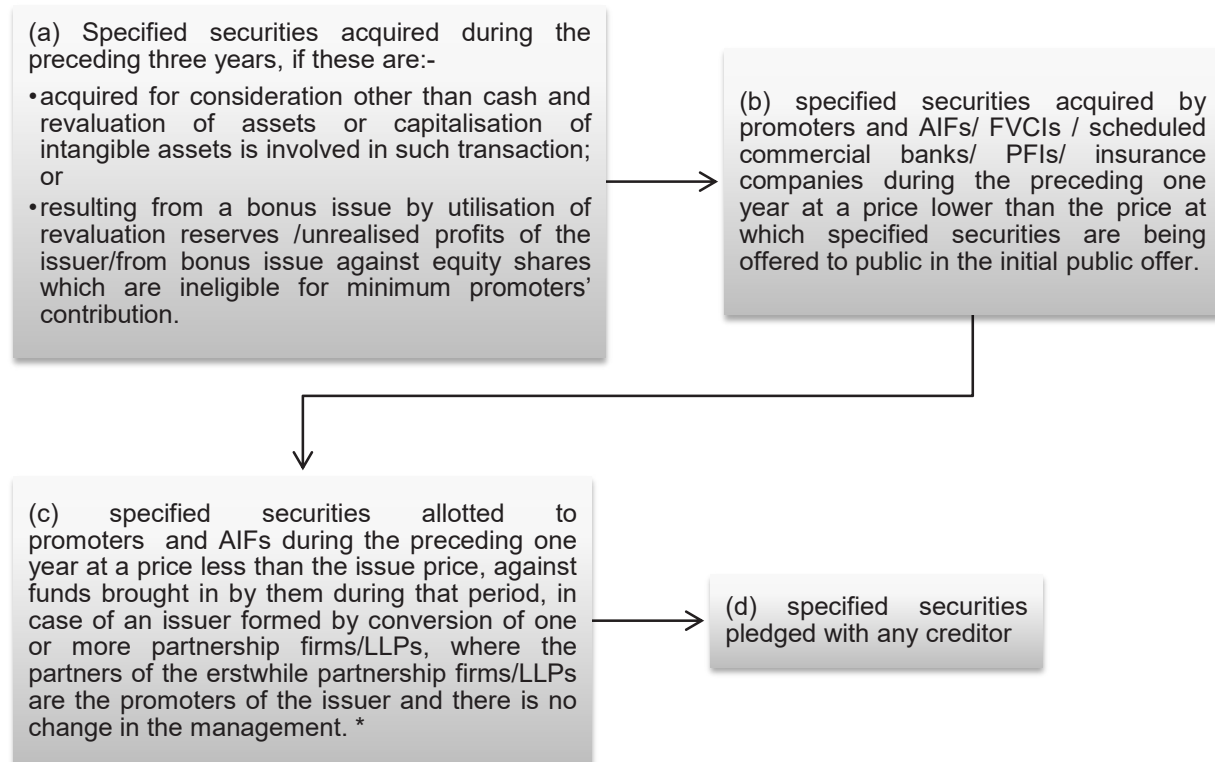 (a) Specified securities acquired during the
preceding three years, if these are:-
•acquired for consideration other than cash and
revaluation of assets or capitalisation of
intangible assets is involved in such transaction;
or
•resulting from a bonus issue by utilisation of
revaluation reserves /unrealised profits of the
issuer/from bonus issue against equity shares
which are ineligible for minimum promoters’
contribution.
(b) specified securities acquired by
promoters and AIFs/ FVCIs / scheduled
commercial banks/ PFIs/ insurance
companies during the preceding one
year at a price lower than the price at
which specified securities are being
offered to public in the initial public offer.
(c) specified securities allotted to
promoters and AIFs during the preceding one
year at a price less than the issue price, against
funds brought in by them during that period, in
case of an issuer formed by conversion of one
or more partnership firms/LLPs, where the
partners of the erstwhile partnership firms/LLPs
are the promoters of the issuer and there is no
change in the management. *
(d) specified securities
pledged with any creditor